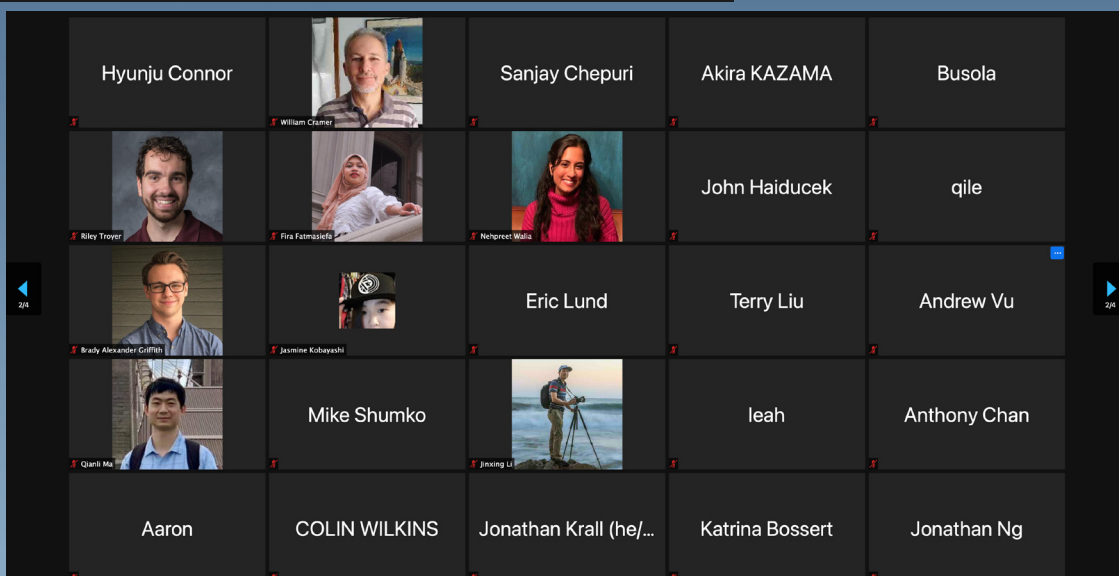 Hyunju Connor
William Cramer
Sanjay Chepuri
Akira KAZAMA
Busola
Riley Troyer
Fira Fatmasiefa
Nehpreet Walia
John Haiducek
qile
Brady Alexander Griffith
Jasmine Kobayashi
Eric Lund
Terry Liu
Andrew Vu
2/4
2/4
Qianli Ma
Mike Shumko
Jinxing Li
leah
Anthony Chan
Aaron
COLIN WILKINS
Jonathan Krall (he/...
Katrina Bossert
Jonathan Ng